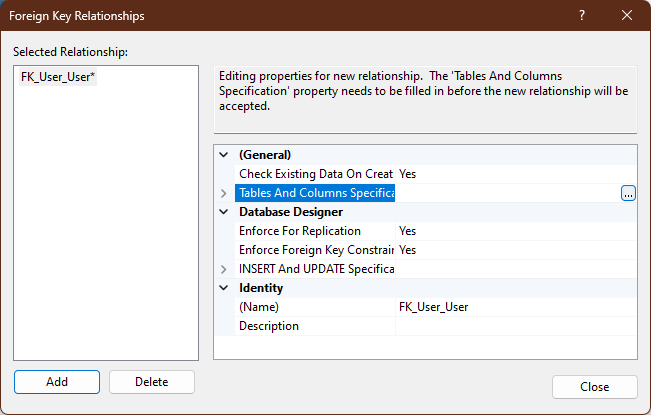 Foreign Key Relationships
?
Selected Relationship:
FK_User_User*
Editing properties for new relationship. The 'Tables And Columns
Specification' property needs to be filled in before the new relationship will be
accepted.
(General)
Check Existing Data On Creat Yes
Tables And Columns Specifica ...
Database Designer
Enforce For Replication Yes
Enforce Foreign Key Constrain Yes
INSERT And UPDATE Specifica
Identity
(Name) FK_User_User
Description
Add Delete
Close